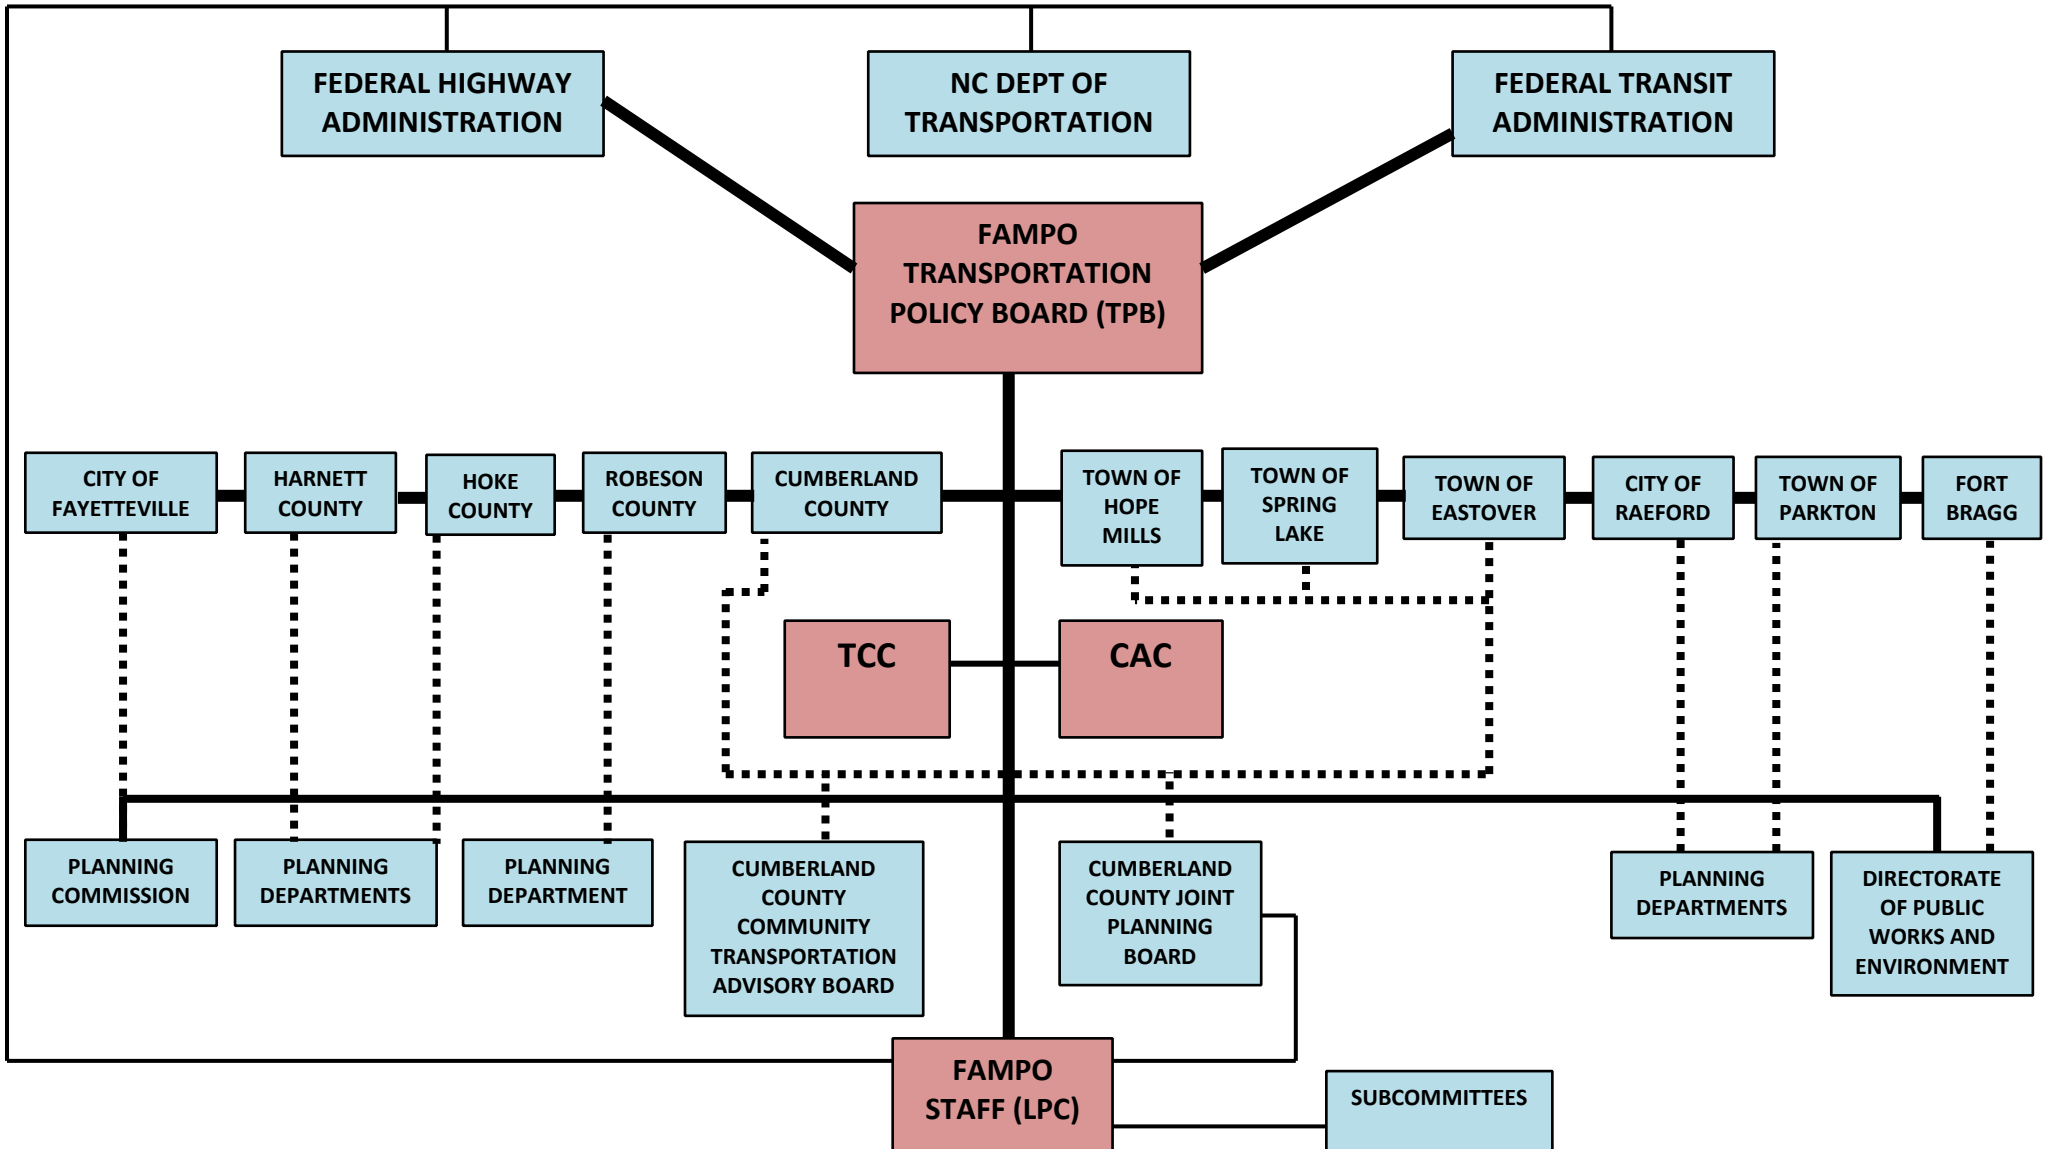 FEDERAL HIGHWAY
ADMINISTRATION
NC DEPT OF
TRANSPORTATION
FEDERAL TRANSIT
ADMINISTRATION
FAMPO
TRANSPORTATION
POLICY BOARD (TPB)
CITY OF
FAYETTEVILLE
HARNETT
COUNTY
HOKE
COUNTY
ROBESON
COUNTY
CUMBERLAND
COUNTY
TOWN OF
HOPE
MILLS
TOWN OF
SPRING
LAKE
TOWN OF
EASTOVER
CITY OF
RAEFORD
TOWN OF
PARKTON
FORT
BRAGG
TCC
CAC
PLANNING
COMMISSION
PLANNING
DEPARTMENTS
PLANNING
DEPARTMENT
CUMBERLAND
COUNTY
COMMUNITY
TRANSPORTATION
ADVISORY BOARD
CUMBERLAND
COUNTY JOINT
PLANNING
BOARD
PLANNING
DEPARTMENTS
DIRECTORATE
OF PUBLIC
WORKS AND
ENVIRONMENT
FAMPO
STAFF (LPC)
SUBCOMMITTEES